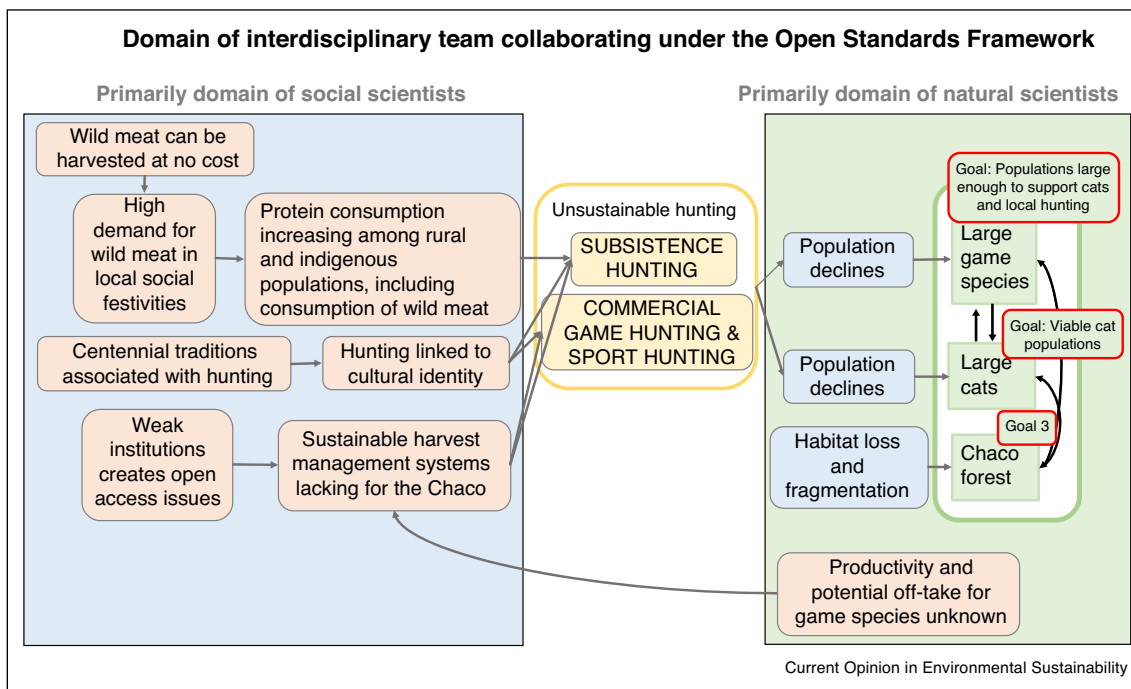 Domain of interdisciplinary team collaborating under the Open Standards Framework
Primarily domain of social scientists
Wild meat can be
harvested at no cost
High
demand for
wild meat in
local social
festivities
Protein consumption
increasing among rural
and indigenous
populations, including
consumption of wild meat
Centennial traditions
associated with hunting
Hunting linked to
cultural identity
Weak
institutions
creates open
access issues
Sustainable harvest
management systems
lacking for the Chaco
Unsustainable hunting
SUBSISTENCE
HUNTING
COMMERCIAL
GAME HUNTING &
SPORT HUNTING
Primarily domain of natural scientists
Goal: Populations large
enough to support cats
and local hunting
Population
declines
Large
game
species
Goal: Viable cat
populations
Population
declines
Large
cats
Goal 3
Habitat loss
and
fragmentation
Chaco
forest
Productivity and
potential off-take for
game species unknown
Current Opinion in Environmental Sustainability